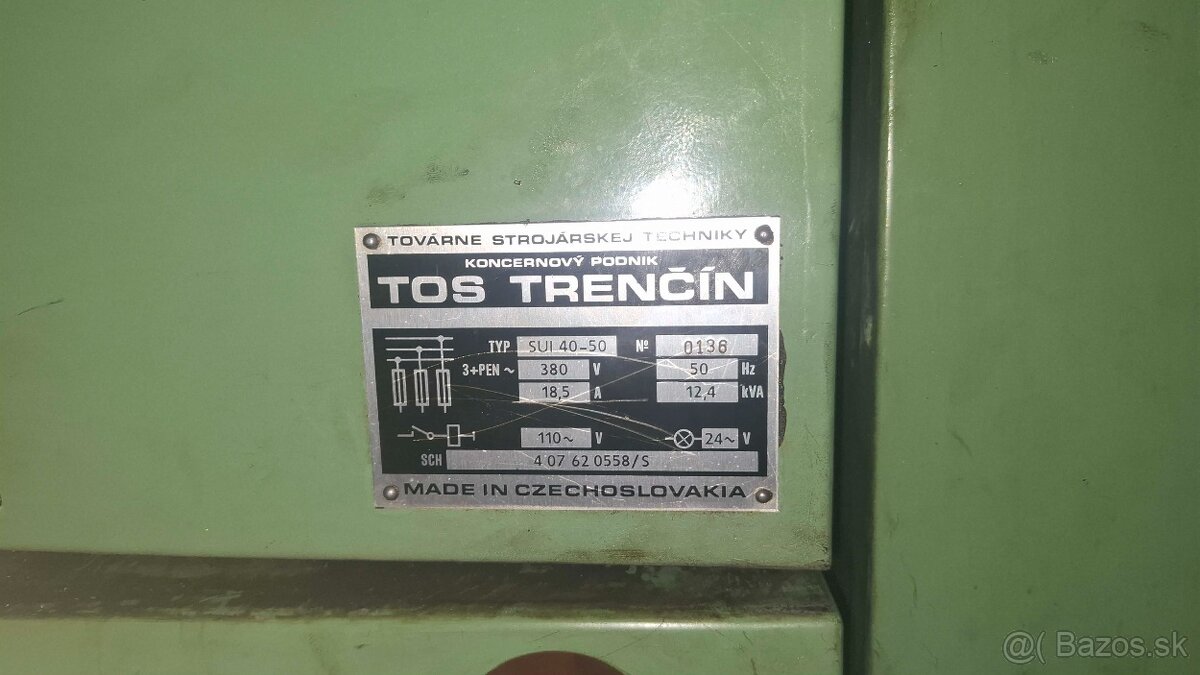 TOVÁRNE STROJÁRSKEJ TECHNIKY
KONCERNOVÝ PODNIK
TOS TRENČÍN
TYP SUI 40-50 № 0136
3+PEN ~ 380 V 50 Hz
18,5 A 12,4 kVA
110~ V 24~ V
SCH 4 07 62 0558/S
MADE IN CZECHOSLOVAKIA
@( Bazos.sk